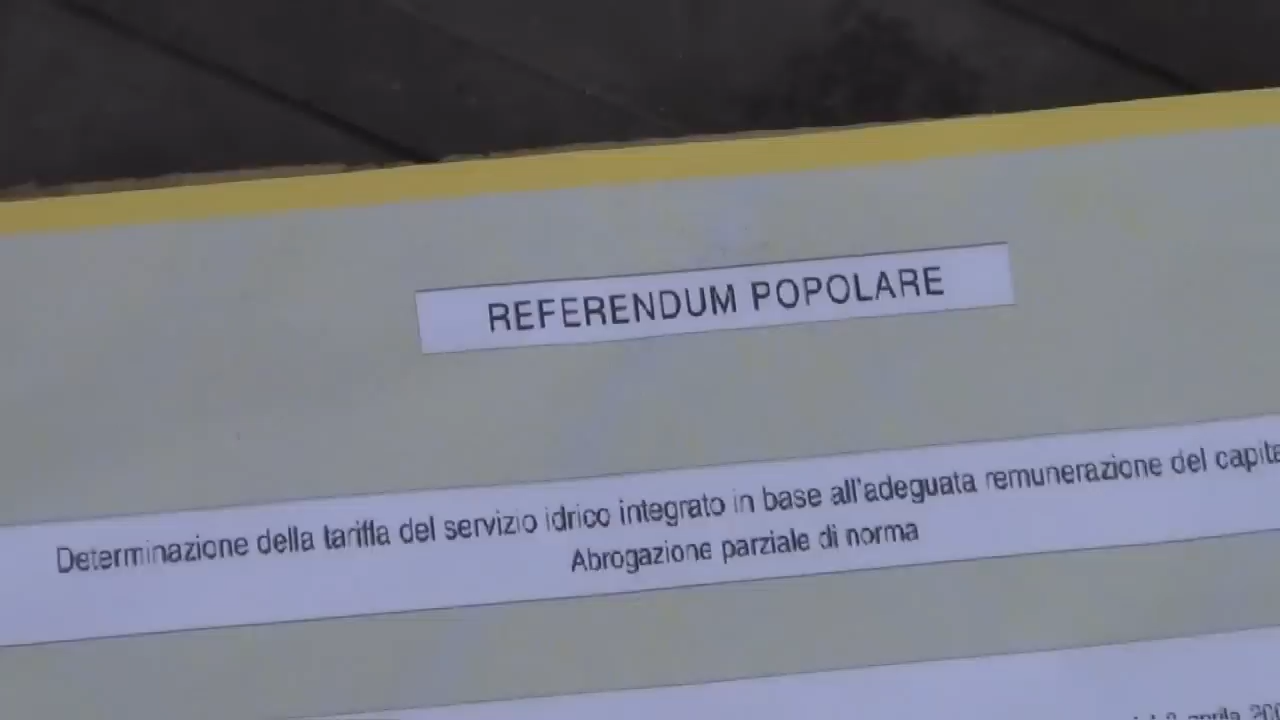 REFERENDUM POPOLARE
Determinazione della tariffa del servizio idrico integrato in base all'adeguata remunerazione del capita
Abrogazione parziale di norma
aprile